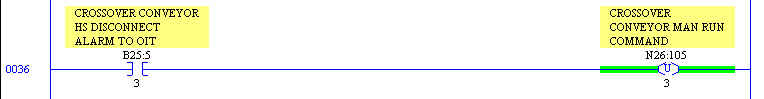 CROSSOVER CONVEYOR
HS DISCONNECT
ALARM TO OIT
B25:5
3
CROSSOVER
CONVEYOR MAN RUN
COMMAND
N26:105
U
3
0036